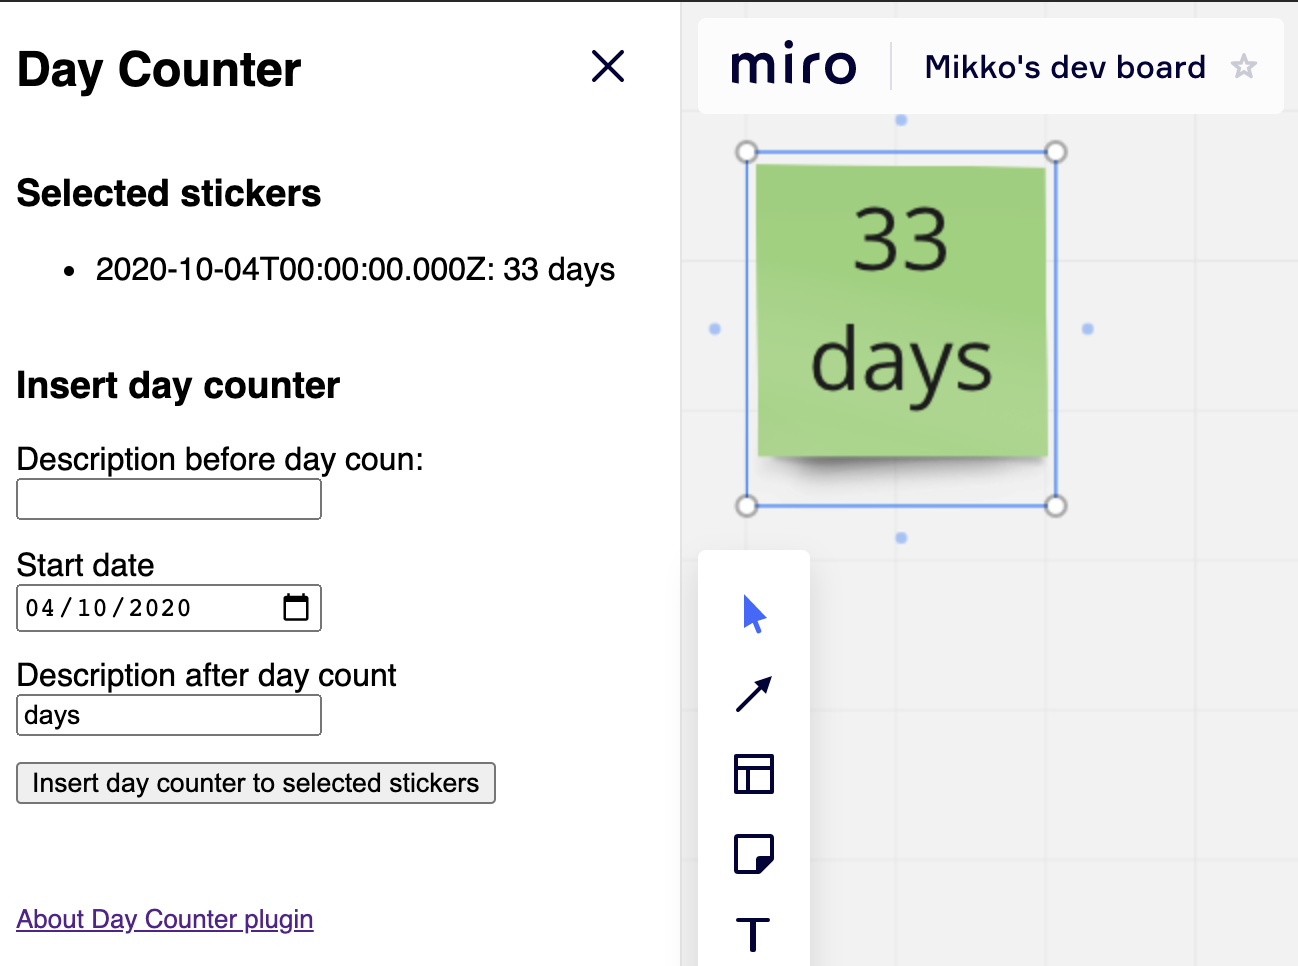 Day Counter
Selected stickers
2020-10-04T00:00:00.000Z: 33 days
Insert day counter
Description before day coun:
Start date
04/10/2020
Description after day count
days
Insert day counter to selected stickers
About Day Counter plugin
miro
Mikko's dev board
33
days